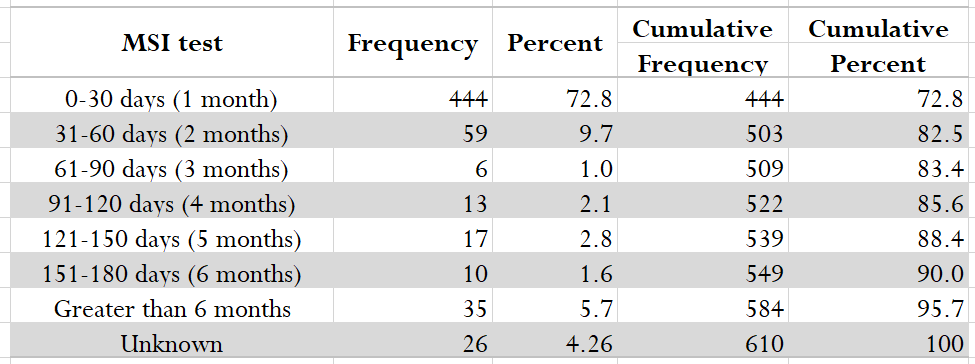 MSI test Frequency Percent Cumulative Frequency Cumulative Percent
0-30 days (1 month) 444 72.8 444 72.8
31-60 days (2 months) 59 9.7 503 82.5
61-90 days (3 months) 6 1.0 509 83.4
91-120 days (4 months) 13 2.1 522 85.6
121-150 days (5 months) 17 2.8 539 88.4
151-180 days (6 months) 10 1.6 549 90.0
Greater than 6 months 35 5.7 584 95.7
Unknown 26 4.26 610 100